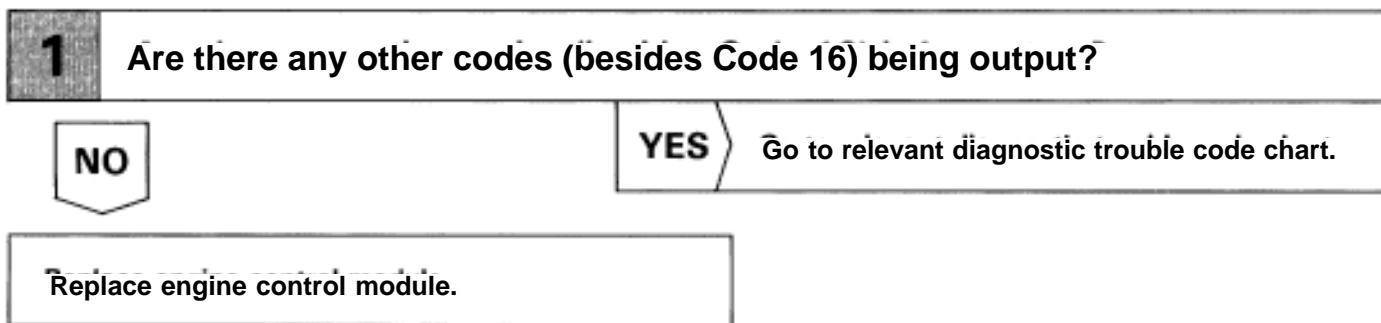 1 Are there any other codes (besides Code 16) being output?
NO
YES Go to relevant diagnostic trouble code chart.
Replace engine control module.